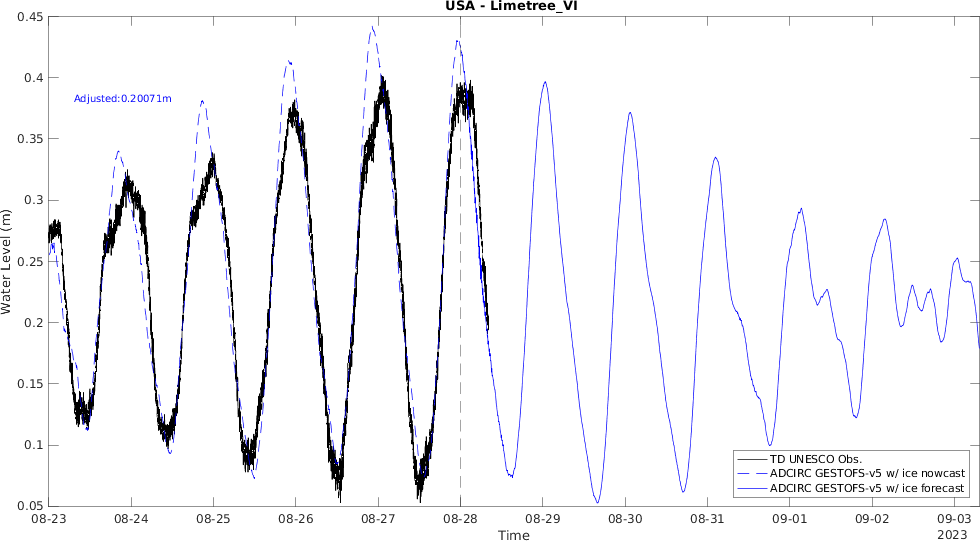 USA - Limetree_VI
0.45
0.4
0.35
0.3
0.25
0.2
0.15
0.1
0.05
Water Level (m)
Adjusted:0.20071m
TD UNESCO Obs.
ADCIRC GESTOFS-v5 w/ ice nowcast
ADCIRC GESTOFS-v5 w/ ice forecast
08-23 08-24 08-25 08-26 08-27 08-28 08-29 08-30 08-31 09-01 09-02 09-03
2023
Time